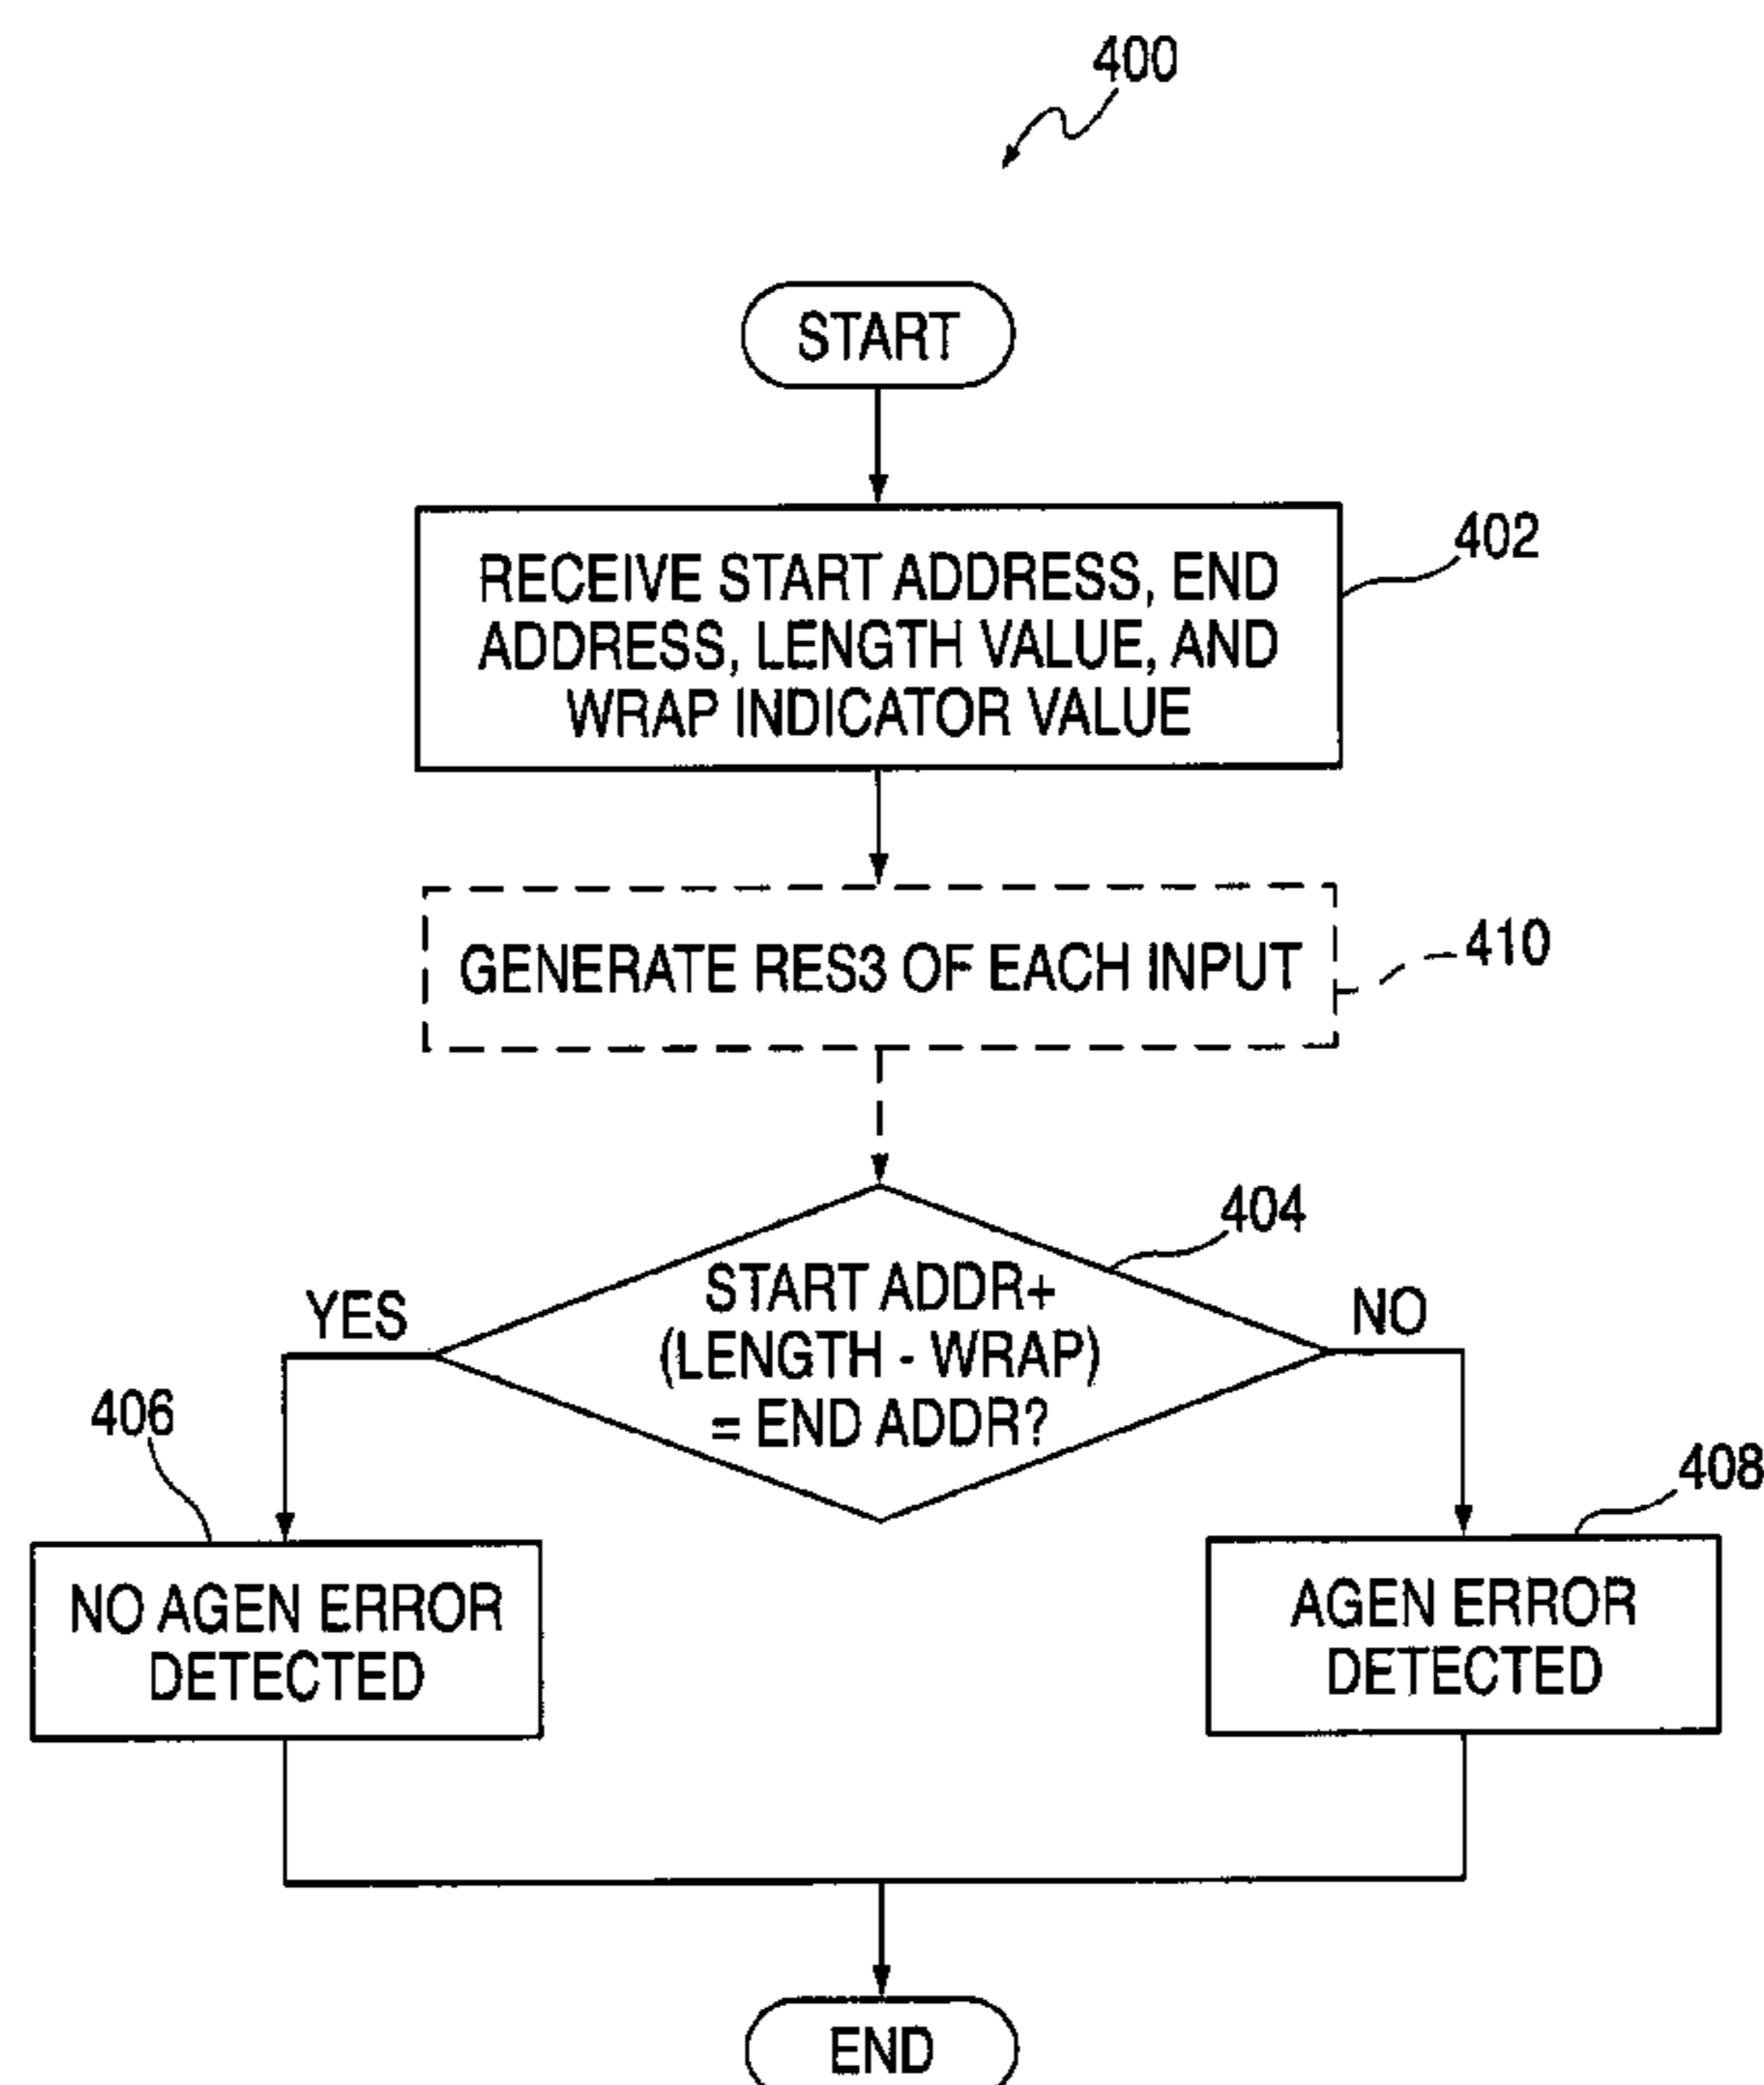 400
START
RECEIVE START ADDRESS, END
ADDRESS, LENGTH VALUE, AND
WRAP INDICATOR VALUE
402
GENERATE RES3 OF EACH INPUT
410
404
START ADDR+
(LENGTH - WRAP)
= END ADDR?
YES
NO
406
NO AGEN ERROR
DETECTED
408
AGEN ERROR
DETECTED
END